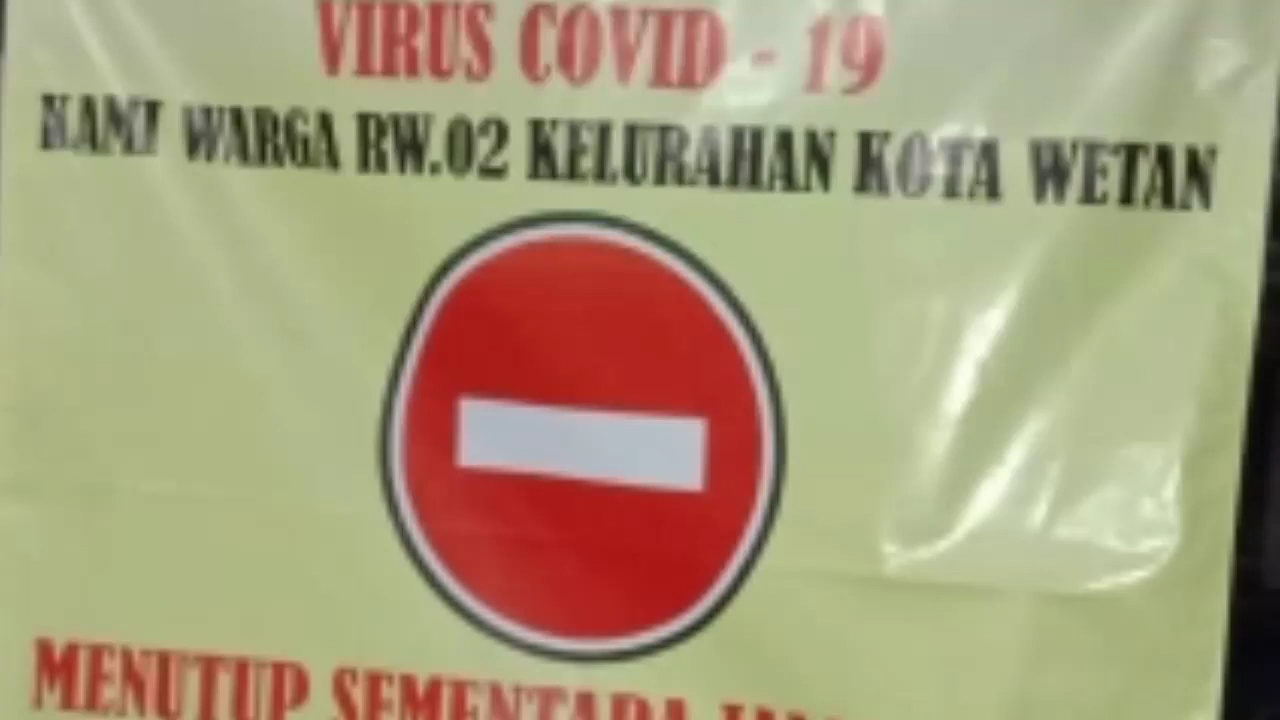 VIRUS COVID - 19
KAMI WARGA RW.02 KELURAHAN KOTA WETAN
MENUTUP SEMENTARA